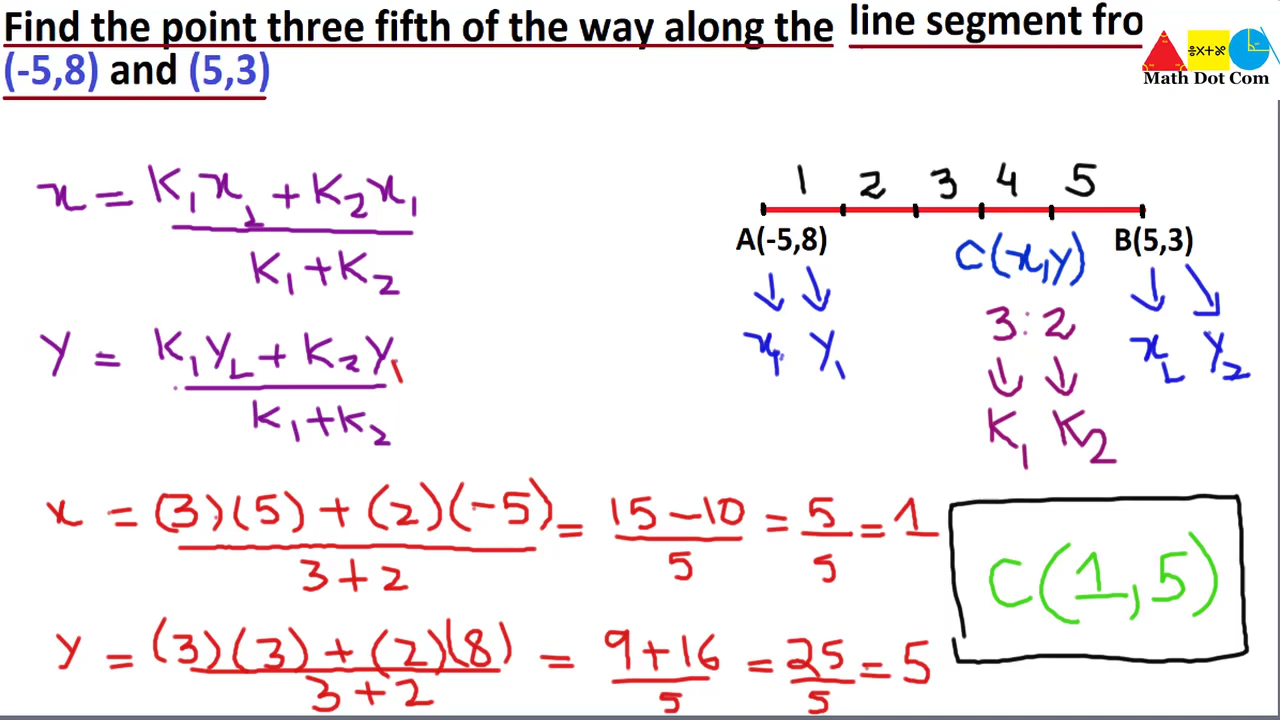 Find the point three fifth of the way along the line segment fro
(-5,8) and (5,3)
÷×+×
Math Dot Com
x = K₁x₂ + K₂x₁ / K₁ + K₂
1 2 3 4 5
A(-5,8) C(x,y) B(5,3)
x₁ y₁ 3:2 x₂ y₂
K₁ K₂
y = K₁y₂ + K₂y₁ / K₁ + K₂
x = (3)(5) + (2)(-5) / 3+2 = 15-10 / 5 = 5/5 = 1
C(1,5)
y = (3)(3) + (2)(8) / 3+2 = 9+16 / 5 = 25/5 = 5